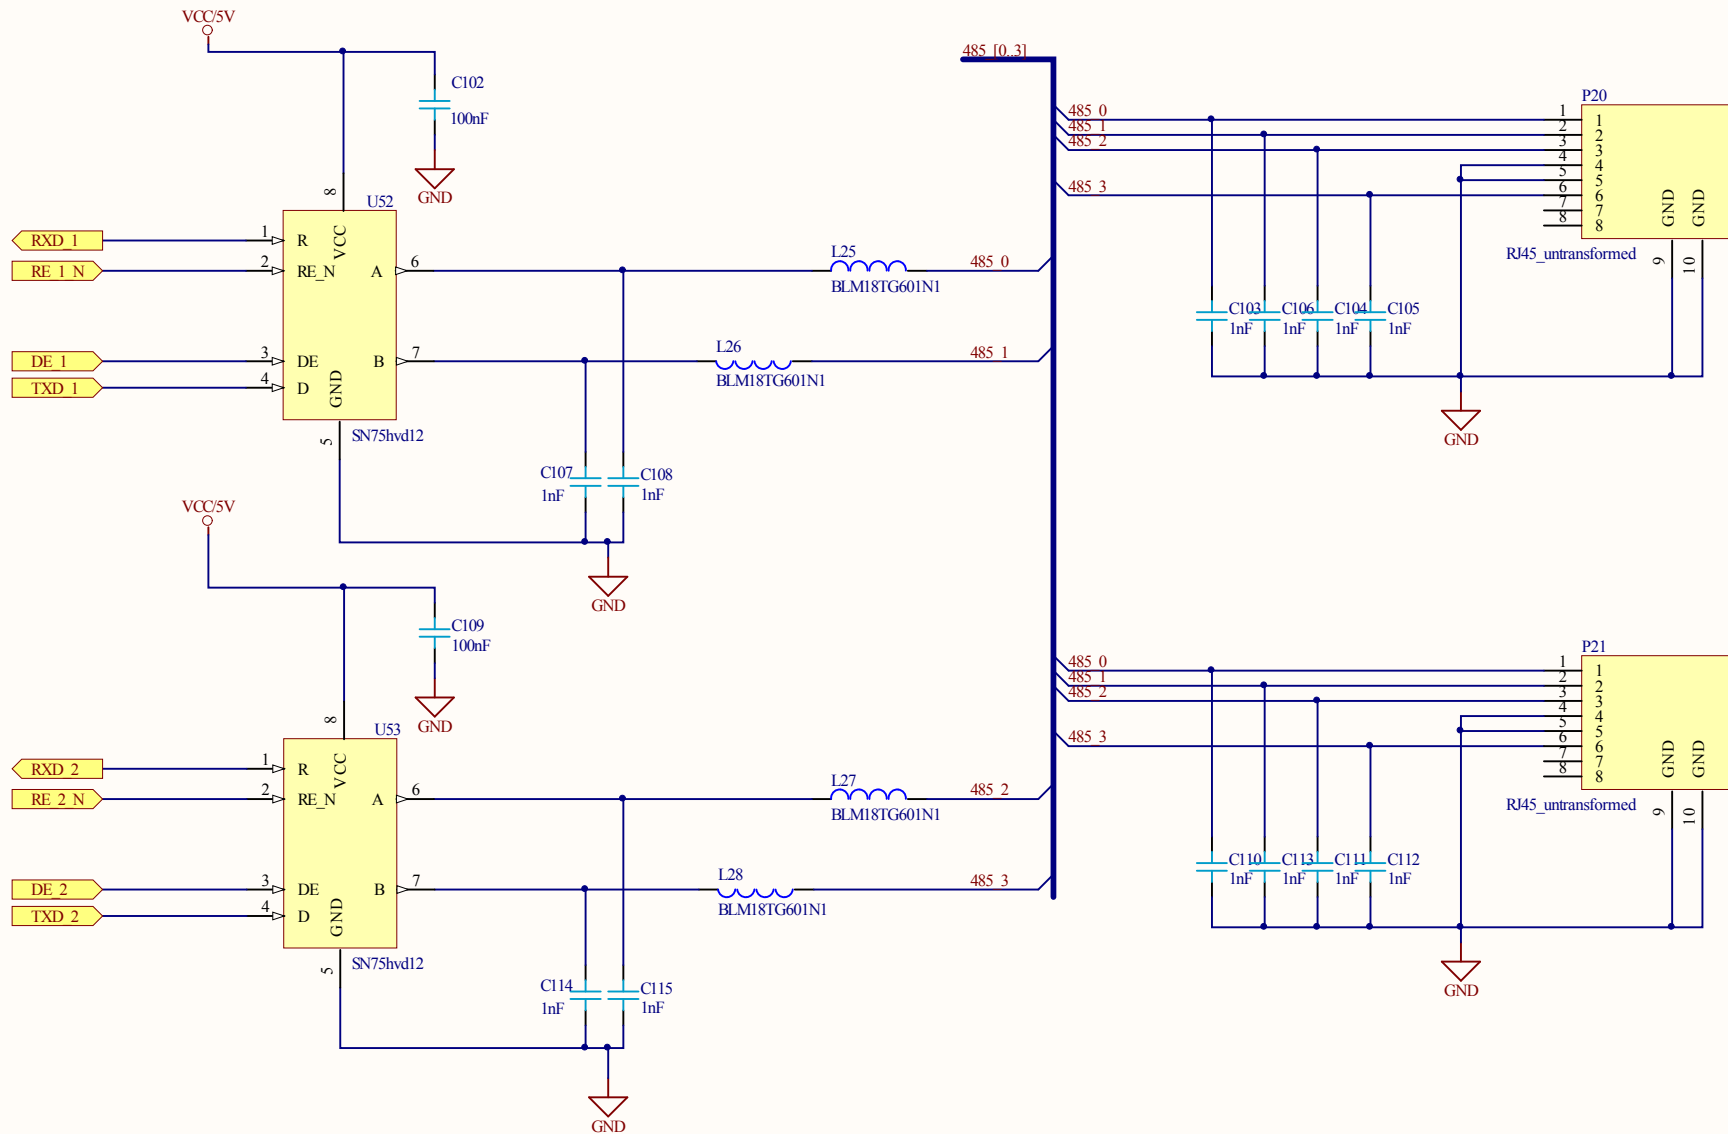 VCC/5V
C102
100nF
GND
8
U52
RXD_1
1
R
VCC
RE_1_N
2
RE_N
A
6
L25
BLM18TG601N1
485_0
DE_1
3
DE
B
7
L26
BLM18TG601N1
485_1
TXD_1
4
D
GND
5
SN75hvd12
C107
1nF
C108
1nF
GND
VCC/5V
C109
100nF
GND
8
U53
RXD_2
1
R
VCC
RE_2_N
2
RE_N
A
6
L27
BLM18TG601N1
485_2
DE_2
3
DE
B
7
L28
BLM18TG601N1
485_3
TXD_2
4
D
GND
5
SN75hvd12
C114
1nF
C115
1nF
GND
485_[0..3]
485_0
485_1
485_2
485_3
P20
1
2
3
4
5
6
7
8
1
2
3
4
5
6
7
8
GND
GND
RJ45_untransformed
9
10
C103
1nF
C106
1nF
C104
1nF
C105
1nF
GND
485_0
485_1
485_2
485_3
P21
1
2
3
4
5
6
7
8
1
2
3
4
5
6
7
8
GND
GND
RJ45_untransformed
9
10
C110
1nF
C113
1nF
C111
1nF
C112
1nF
GND